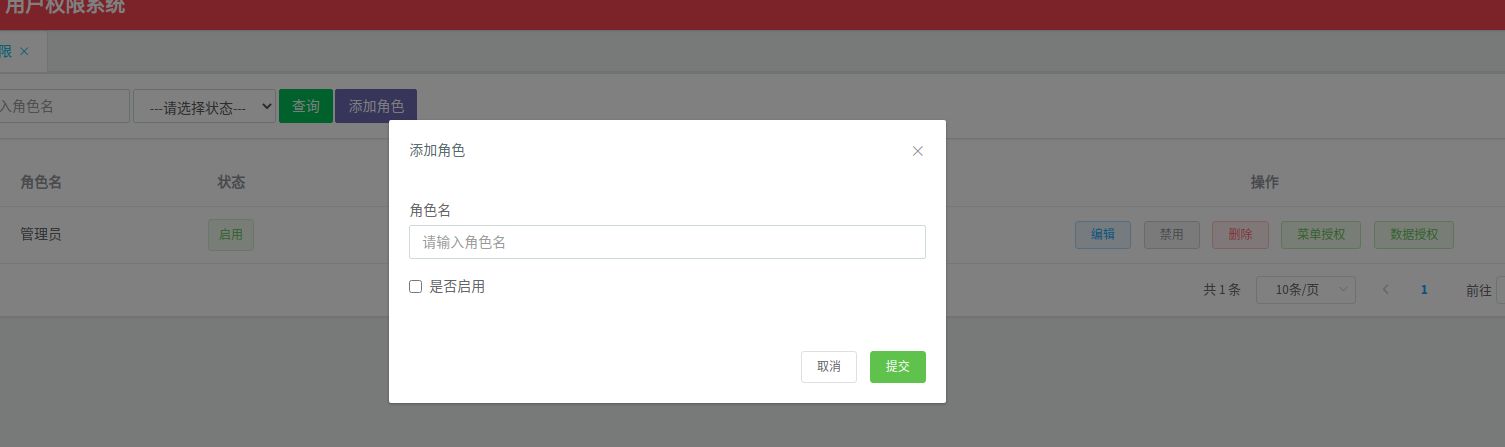 用户权限系统
限
入角色名 ---请选择状态--- 查询 添加角色
添加角色
角色名 状态 操作
角色名
管理员 启用 编辑 禁用 删除 菜单授权 数据授权
请输入角色名
是否启用
共 1 条 10条/页 1 前往
取消 提交